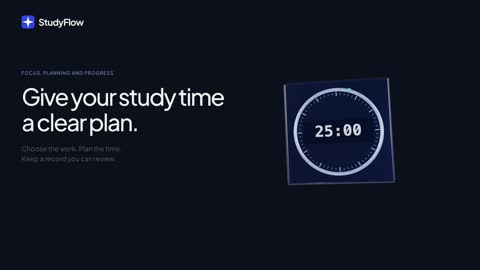 StudyFlow
FOCUS, PLANNING AND PROGRESS
Give your study time
a clear plan.
Choose the work. Plan the time.
Keep a record you can review.
25:00